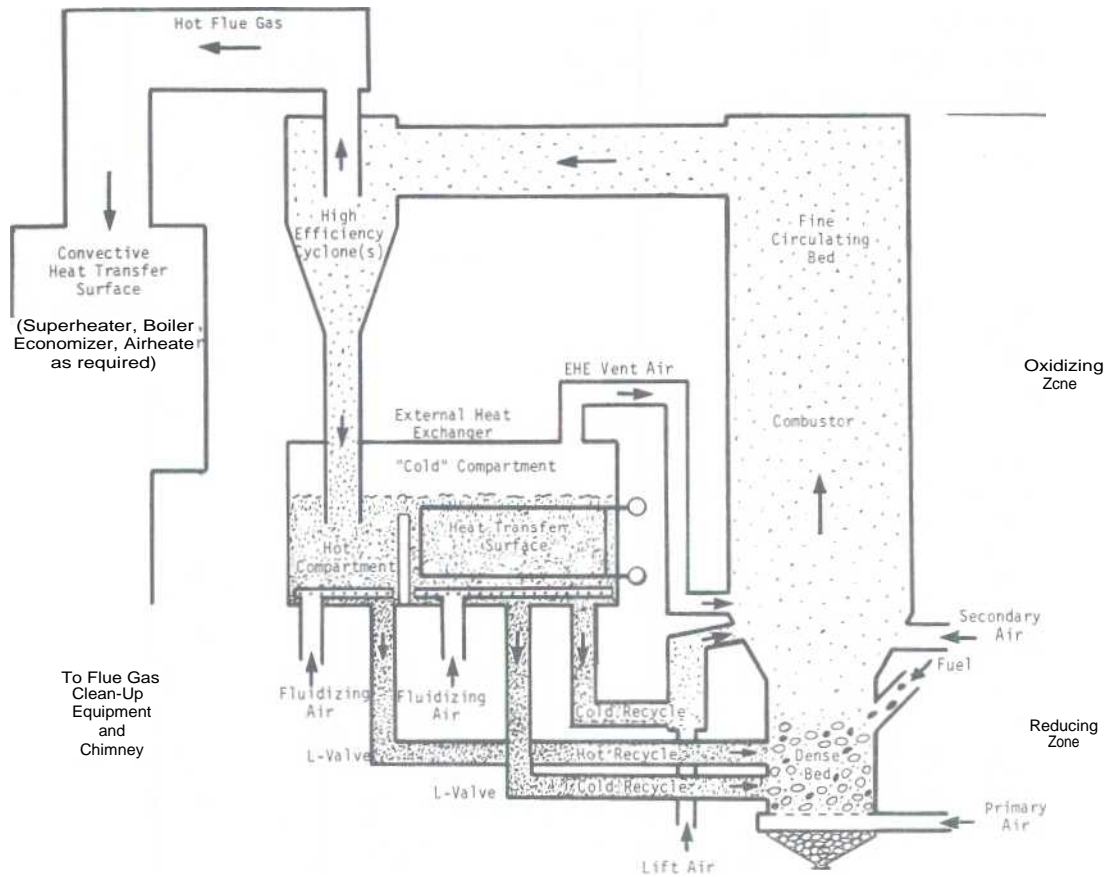 Hot Flue Gas
Convective
Heat Transfer
Surface
(Superheater, Boiler
Economizer, Airheate
r
as required)
To Flue Gas
Clean-Up
Equipment
and
Chimney
High
Efficiency
Cyclone(s)
External Heat
Exchanger
"Cold" Compartment
Heat Transfer
Surface
Hot
Compartment
EHE Vent Air
Fluidizing
Air
Fluidizing
Air
L-Valve
L-Valve
Cold Recycle
Hot Recycle
Cold Recycle
Lift Air
Fine
Circulating
Bed
Combustor
Dense
Bed
Secondary
Air
Fuel
Primary
Air
Oxidizing
Zcne
Reducing
Zone